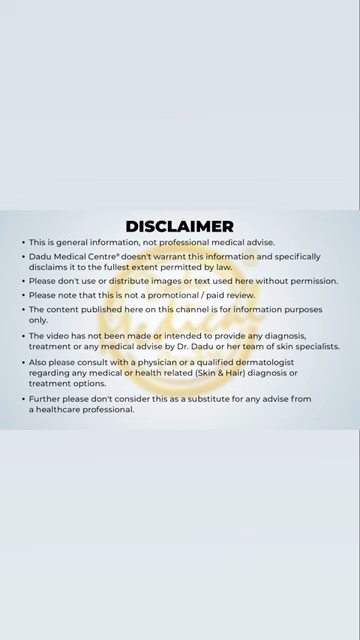 DISCLAIMER
• This is general information, not professional medical advise.
• Dadu Medical Centre® doesn't warrant this information and specifically
disclaims it to the fullest extent permitted by law.
• Please don't use or distribute images or text used here without permission.
• Please note that this is not a promotional / paid review.
• The content published here on this channel is for information purposes
only.
• The video has not been made or intended to provide any diagnosis,
treatment or any medical advise by Dr. Dadu or her team of skin specialists.
• Also please consult with a physician or a qualified dermatologist
regarding any medical or health related (Skin & Hair) diagnosis or
treatment options.
• Further please don't consider this as a substitute for any advise from
a healthcare professional.